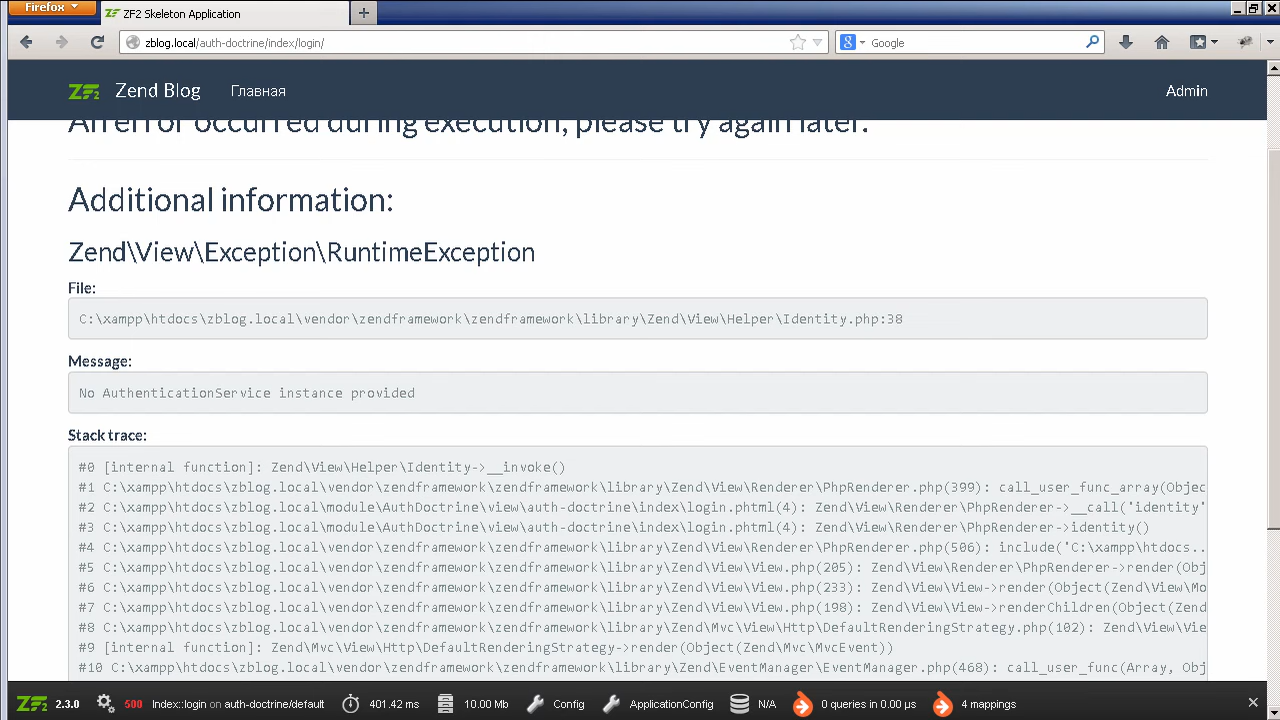 Firefox
ZF2 Skeleton Application
zblog.local/auth-doctrine/index/login/
Google
ZF2 Zend Blog Главная Admin
An error occurred during execution, please try again later.
Additional information:
Zend\View\Exception\RuntimeException
File:
C:\xampp\htdocs\zblog.local\vendor\zendframework\zendframework\library\Zend\View\Helper\Identity.php:38
Message:
No AuthenticationService instance provided
Stack trace:
#0 [internal function]: Zend\View\Helper\Identity->__invoke()
#1 C:\xampp\htdocs\zblog.local\vendor\zendframework\zendframework\library\Zend\View\Renderer\PhpRenderer.php(399): call_user_func_array(Objec
#2 C:\xampp\htdocs\zblog.local\module\AuthDoctrine\view\auth-doctrine\index\login.phtml(4): Zend\View\Renderer\PhpRenderer->__call('identity'
#3 C:\xampp\htdocs\zblog.local\module\AuthDoctrine\view\auth-doctrine\index\login.phtml(4): Zend\View\Renderer\PhpRenderer->identity()
#4 C:\xampp\htdocs\zblog.local\vendor\zendframework\zendframework\library\Zend\View\Renderer\PhpRenderer.php(506): include('C:\xampp\htdocs...
#5 C:\xampp\htdocs\zblog.local\vendor\zendframework\zendframework\library\Zend\View\View.php(205): Zend\View\Renderer\PhpRenderer->render(Obj
#6 C:\xampp\htdocs\zblog.local\vendor\zendframework\zendframework\library\Zend\View\View.php(233): Zend\View\View->render(Object(Zend\View\Mo
#7 C:\xampp\htdocs\zblog.local\vendor\zendframework\zendframework\library\Zend\View\View.php(198): Zend\View\View->renderChildren(Object(Zend
#8 C:\xampp\htdocs\zblog.local\vendor\zendframework\zendframework\library\Zend\Mvc\View\Http\DefaultRenderingStrategy.php(102): Zend\View\Vie
#9 [internal function]: Zend\Mvc\View\Http\DefaultRenderingStrategy->render(Object(Zend\Mvc\MvcEvent))
#10 C:\xampp\htdocs\zblog.local\vendor\zendframework\zendframework\library\Zend\EventManager\EventManager.php(468): call_user_func(Array, Obj
ZF2 2.3.0 500 Index::login on auth-doctrine/default 401.42 ms 10.00 MB Config ApplicationConfig N/A 0 queries in 0.00 µs 4 mappings